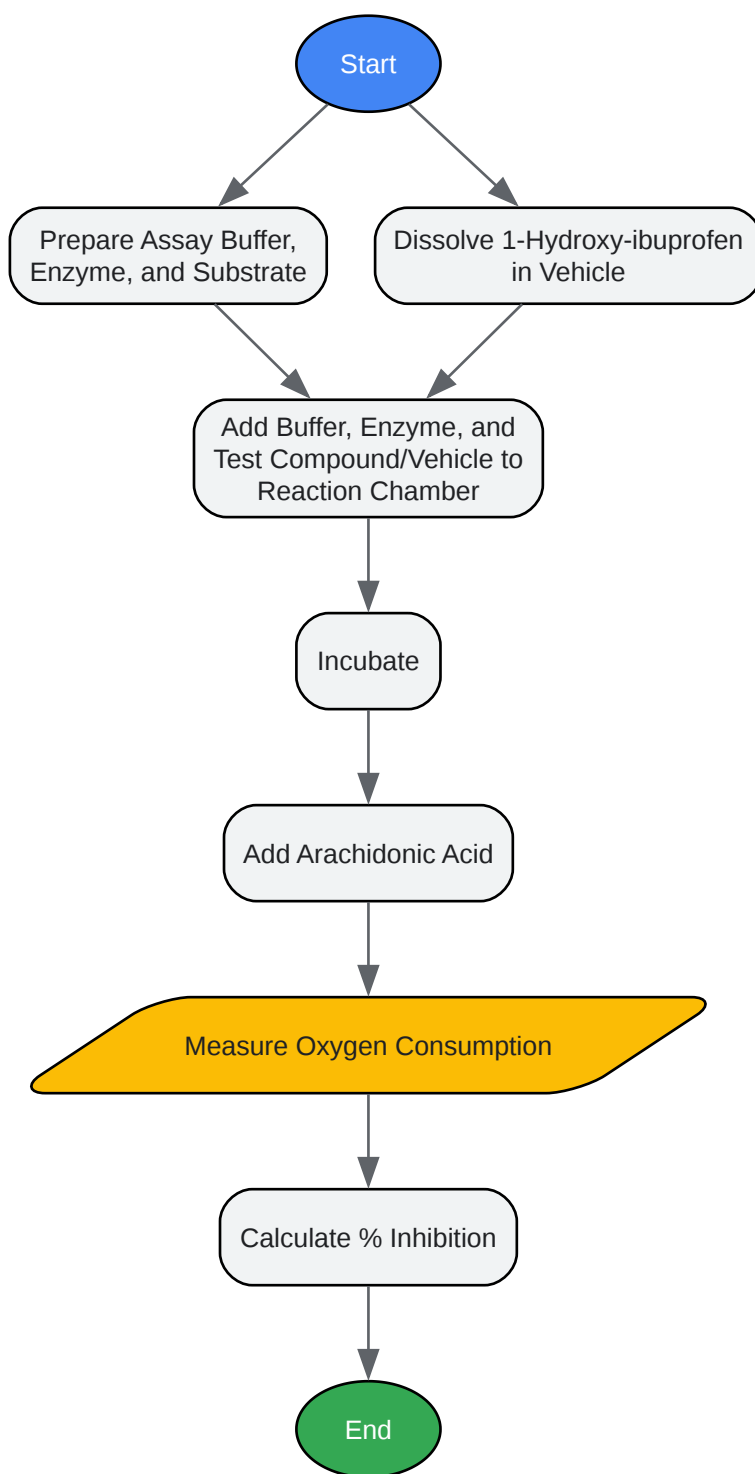 Start
Prepare Assay Buffer,
Enzyme, and Substrate
Dissolve 1-Hydroxy-ibuprofen
in Vehicle
Add Buffer, Enzyme, and
Test Compound/Vehicle to
Reaction Chamber
Incubate
Add Arachidonic Acid
Measure Oxygen Consumption
Calculate % Inhibition
End